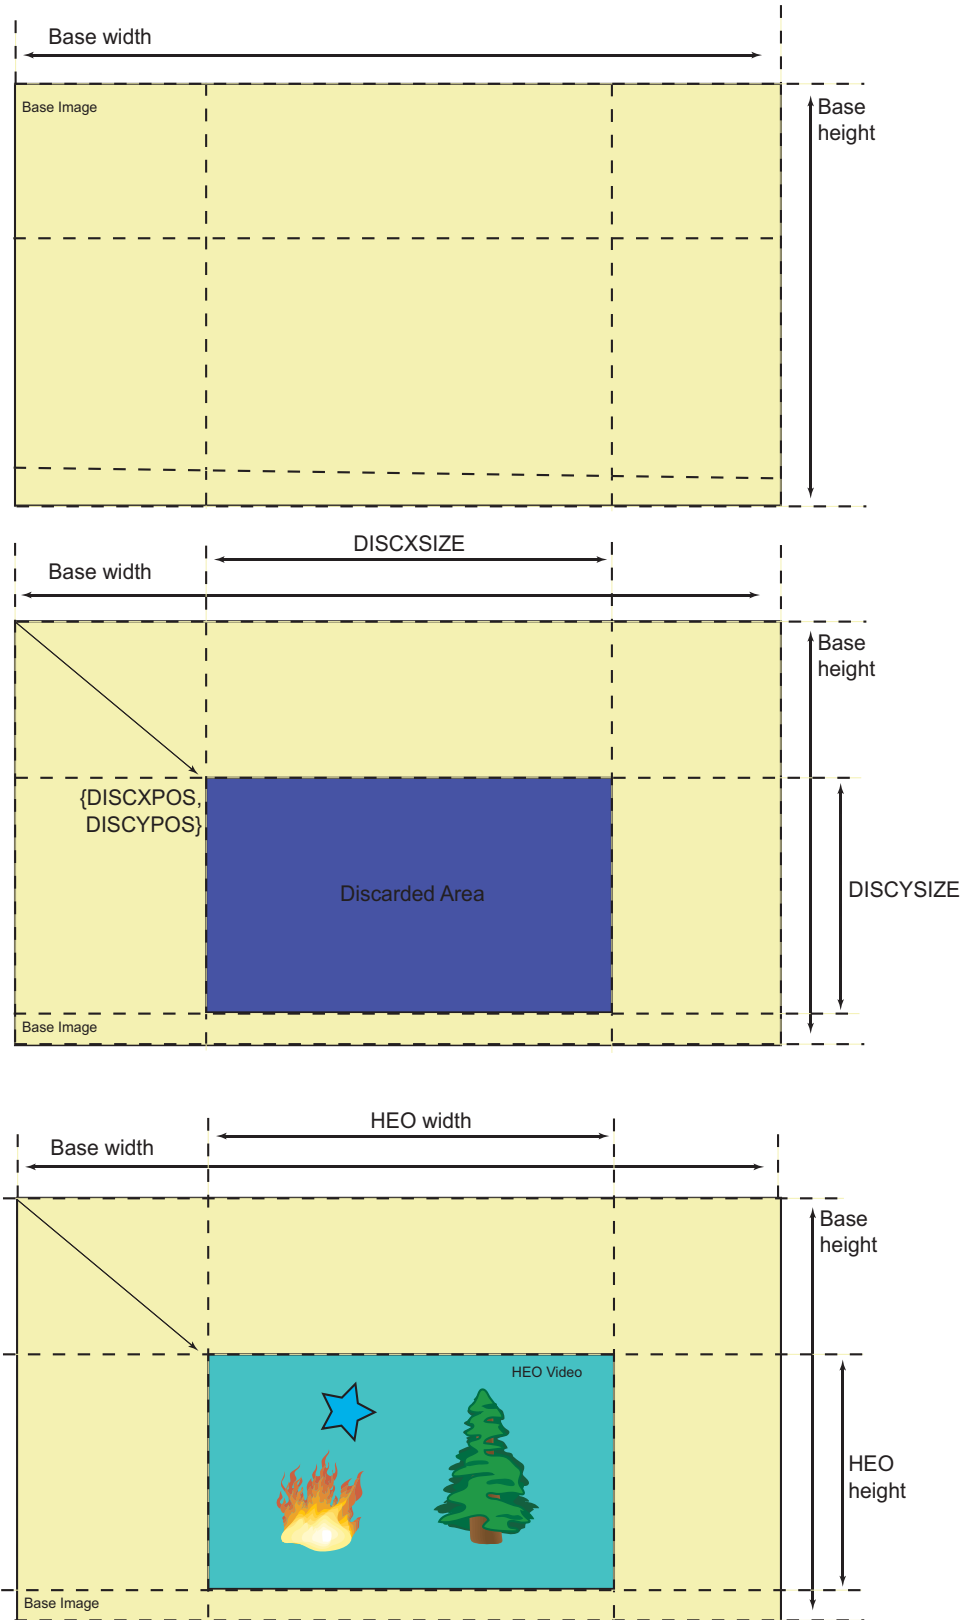 Base width
Base Image
Base
height
DISCXSIZE
Base width
Base
height
{DISCXPOS,
DISCYPOS}
Discarded Area
DISCYSIZE
Base Image
HEO width
Base width
Base
height
HEO Video
HEO
height
Base Image